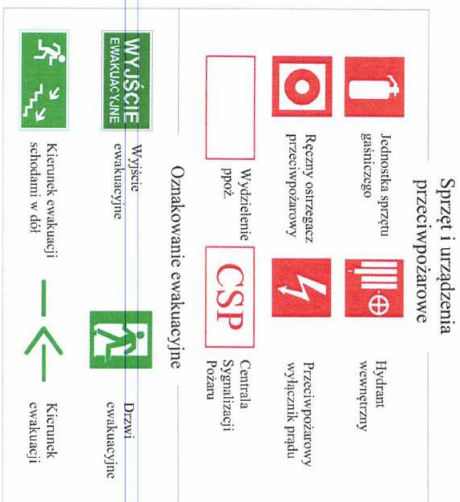 Sprzęt i urządzenia
przeciwpożarowe
Jednostka sprzętu
gaśniczego
Hydrant
wewnętrzny
Ręczny ostrzegacz
przeciwpożarowy
Przeciwpożarowy
wyłącznik prądu
Wydzielenie
ppoż.
CSP
Centrala
Sygnalizacji
Pożaru
Oznakowanie ewakuacyjne
WYJŚCIE
EWAKUACYJNE
Wyjście
ewakuacyjne
Drzwi
ewakuacyjne
Kierunek ewakuacji
schodami w dół
Kierunek
ewakuacji